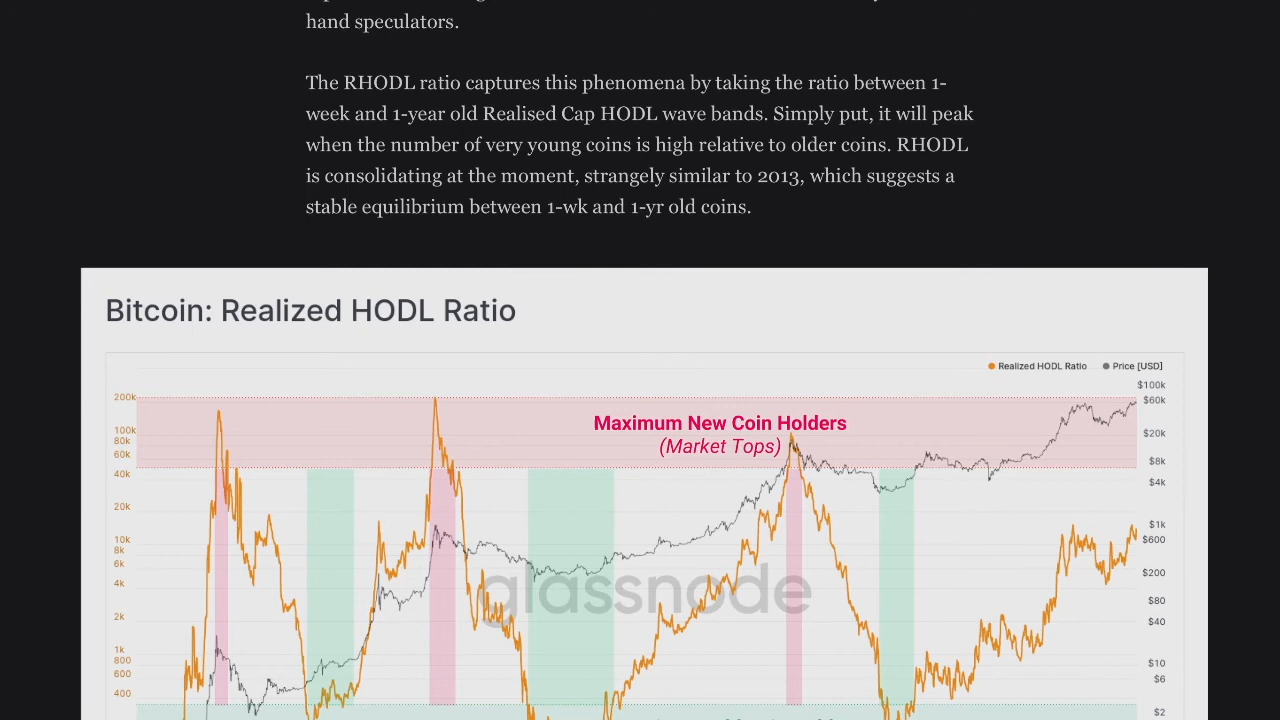 hand speculators.
The RHODL ratio captures this phenomena by taking the ratio between 1-
week and 1-year old Realised Cap HODL wave bands. Simply put, it will peak
when the number of very young coins is high relative to older coins. RHODL
is consolidating at the moment, strangely similar to 2013, which suggests a
stable equilibrium between 1-wk and 1-yr old coins.
Bitcoin: Realized HODL Ratio
Realized HODL Ratio
Price [USD]
Maximum New Coin Holders
(Market Tops)
glassnode
200k
100k
80k
60k
40k
20k
10k
8k
6k
4k
2k
1k
800
600
400
$100k
$60k
$20k
$8k
$4k
$1k
$600
$200
$80
$40
$10
$6
$2